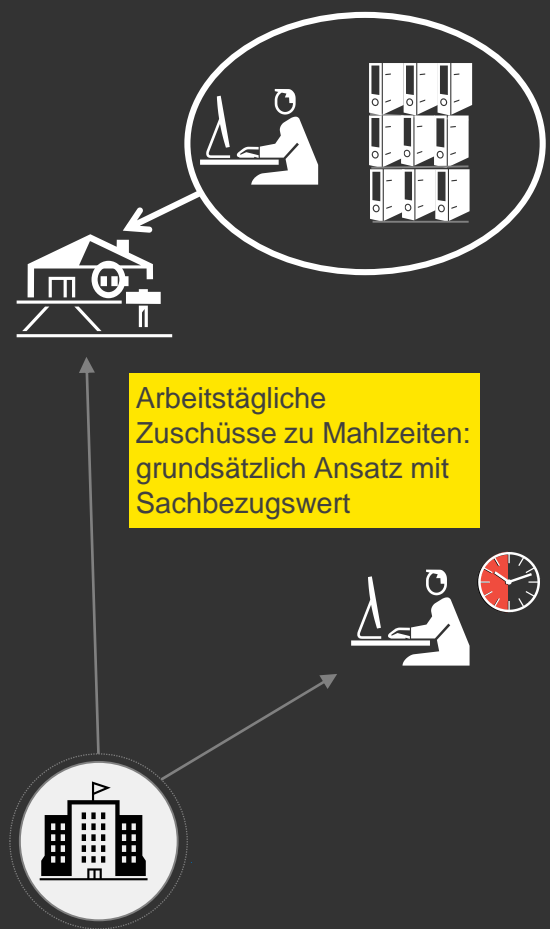 Arbeitstägliche
Zuschüsse zu Mahlzeiten:
grundsätzlich Ansatz mit
Sachbezugswert